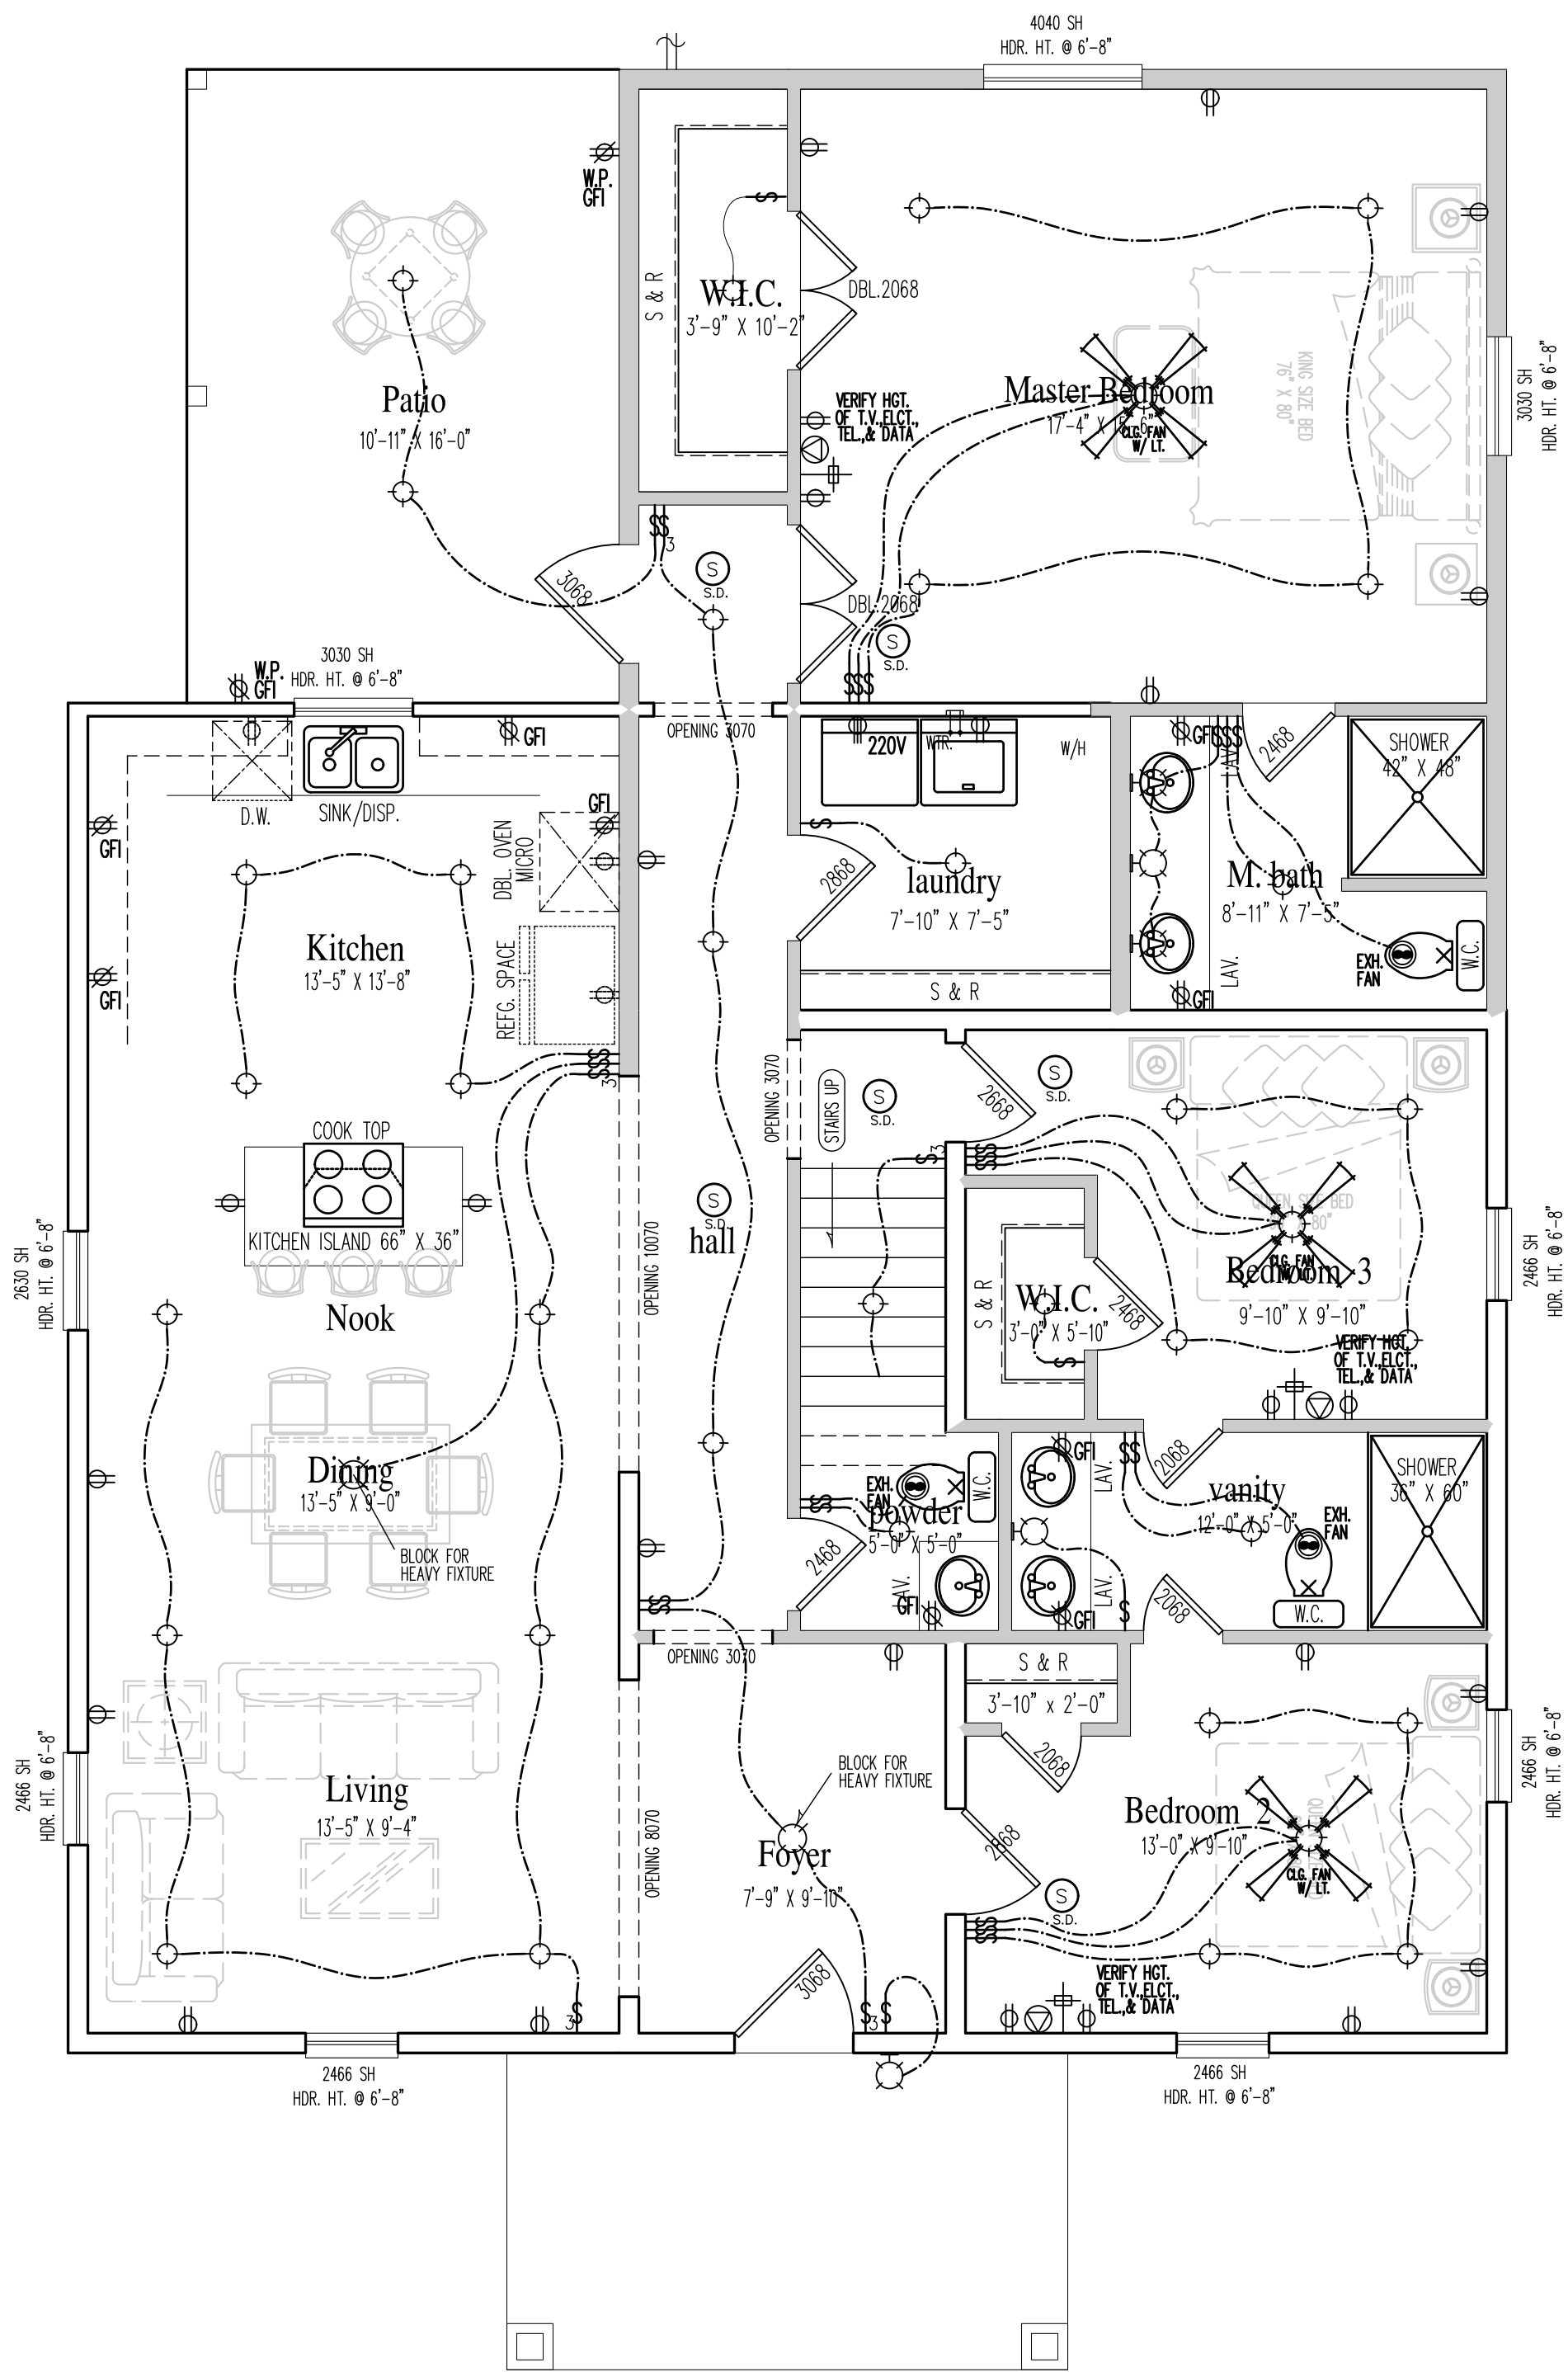 4040 SH
HDR. HT. @ 6'-8"
W.P.
GFI
S & R
W.I.C.
3'-9" X 10'-2"
DBL.2068
Patio
10'-11" X 16'-0"
VERIFY HGT.
OF T.V.,ELCT.,
TEL.,& DATA
Master Bedroom
17'-4" X 15'-6"
CLG. FAN
W/ LT.
KING SIZE BED
76" X 80"
3030 SH
HDR. HT. @ 6'-8"
S
S
3
S
S.D.
3068
DBL.2068
S
S.D.
3030 SH
HDR. HT. @ 6'-8"
W.P.
GFI
OPENING 3070
GFI
D.W.
SINK/DISP.
GFI
GFI
GFI
DBL. OVEN
MICRO
220V
WTR.
W/H
2868
laundry
7'-10" X 7'-5"
S & R
GFI
LAV.
2468
SHOWER
42" X 48"
M. bath
8'-11" X 7'-5"
EXH.
FAN
W.C.
LAV.
GFI
Kitchen
13'-5" X 13'-8"
REFG. SPACE
3
OPENING 3070
STAIRS UP
S
S.D.
3
2668
S
S.D.
COOK TOP
KITCHEN ISLAND 66" X 36"
2630 SH
HDR. HT. @ 6'-8"
Nook
OPENING 10070
S
S.D.
hall
S & R
W.I.C.
3'-0" X 5'-10"
2468
QUEEN SIZE BED
CLG. FAN
W/ LT.
Bedroom 3
9'-10" X 9'-10"
VERIFY HGT.
OF T.V.,ELCT.,
TEL.,& DATA
2466 SH
HDR. HT. @ 6'-8"
Dining
13'-5" X 9'-0"
BLOCK FOR
HEAVY FIXTURE
EXH.
FAN
W.C.
powder
5'-0" X 5'-0"
2468
LAV.
GFI
GFI
LAV.
2068
vanity
12'-0" X 5'-0"
EXH.
FAN
SHOWER
36" X 60"
LAV.
GFI
2068
W.C.
OPENING 3070
S & R
3'-10" x 2'-0"
2068
2466 SH
HDR. HT. @ 6'-8"
Living
13'-5" X 9'-4"
OPENING 8070
BLOCK FOR
HEAVY FIXTURE
Foyer
7'-9" X 9'-10"
3068
3
3
2868
Bedroom 2
13'-0" X 9'-10"
CLG. FAN
W/ LT.
S
S.D.
VERIFY HGT.
OF T.V.,ELCT.,
TEL.,& DATA
2466 SH
HDR. HT. @ 6'-8"
2466 SH
HDR. HT. @ 6'-8"
2466 SH
HDR. HT. @ 6'-8"